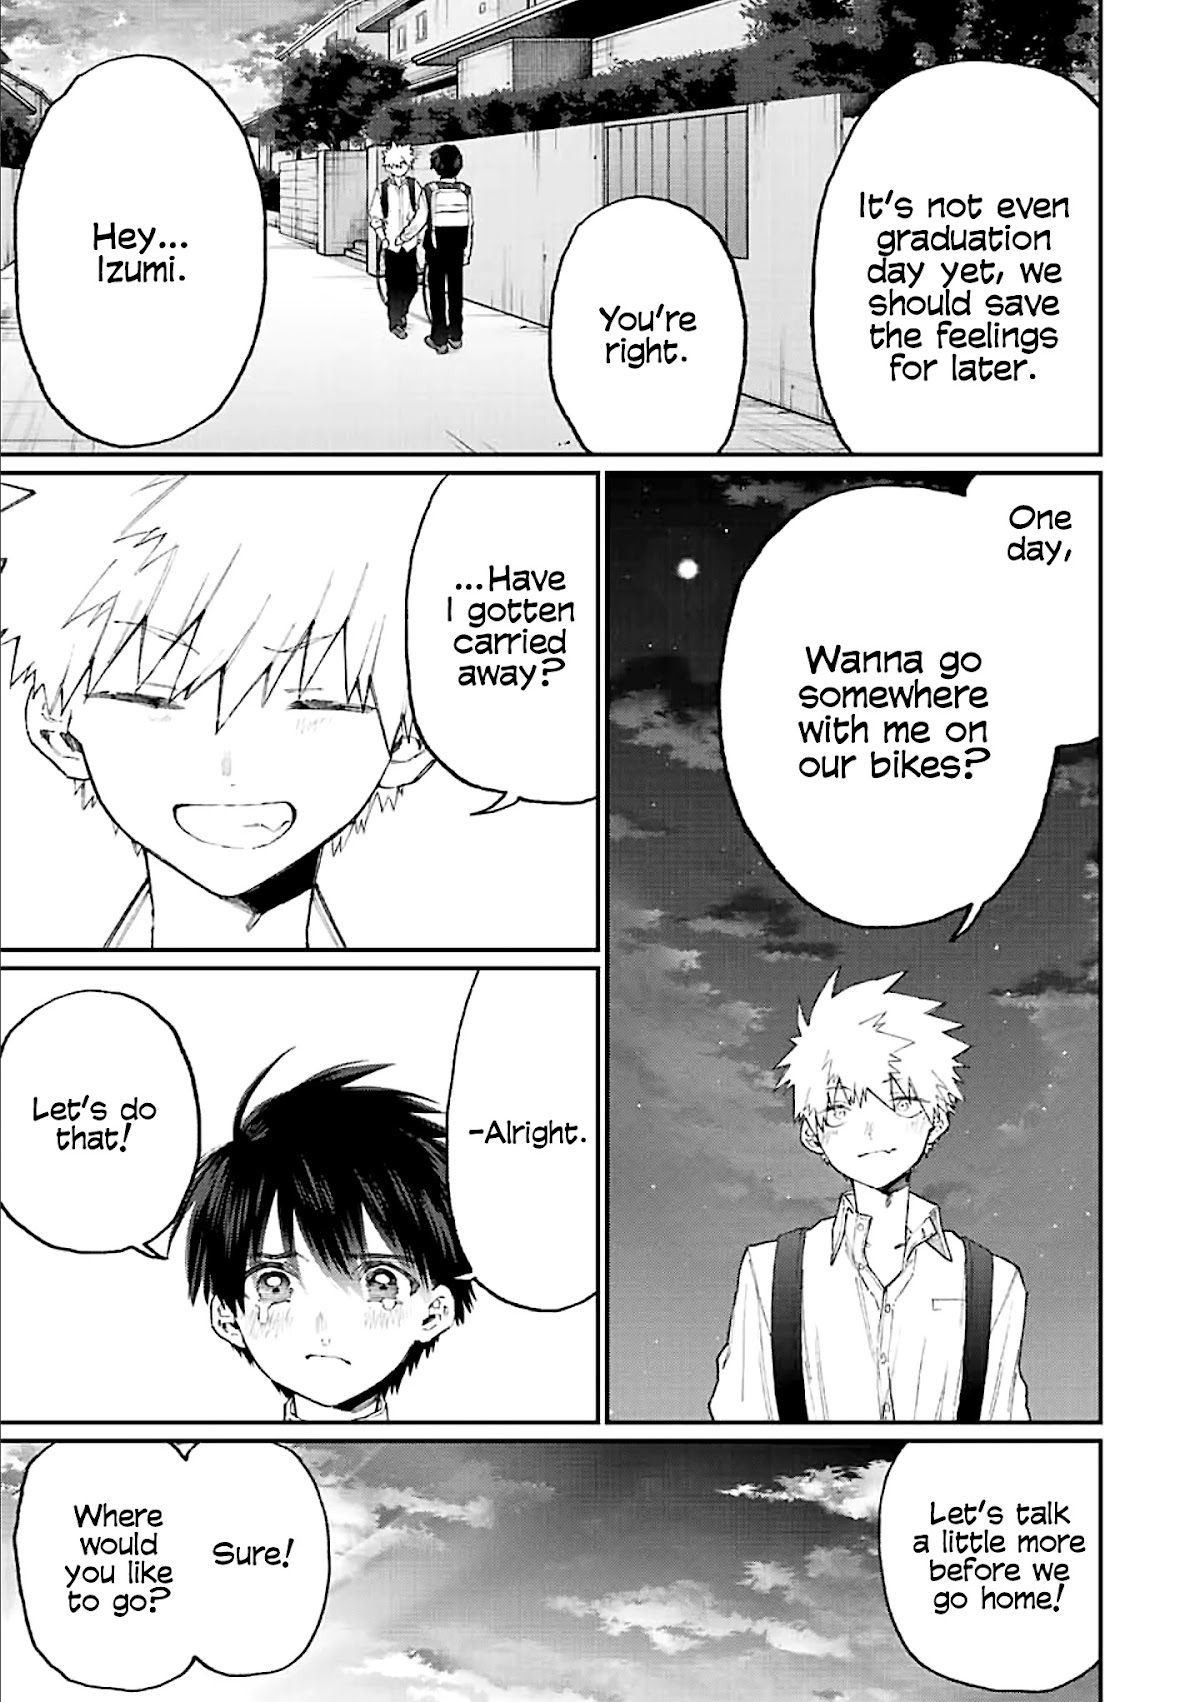 It's not even
graduation
day yet, we
should save
the feelings
for later.
You're
right.
Hey...
Izumi.
One
day,
Wanna go
somewhere
with me on
our bikes?
...Have
I gotten
carried
away?
-Alright.
Let's do
that!
Let's talk
a little more
before we
go home!
Sure!
Where
would
you like
to go?